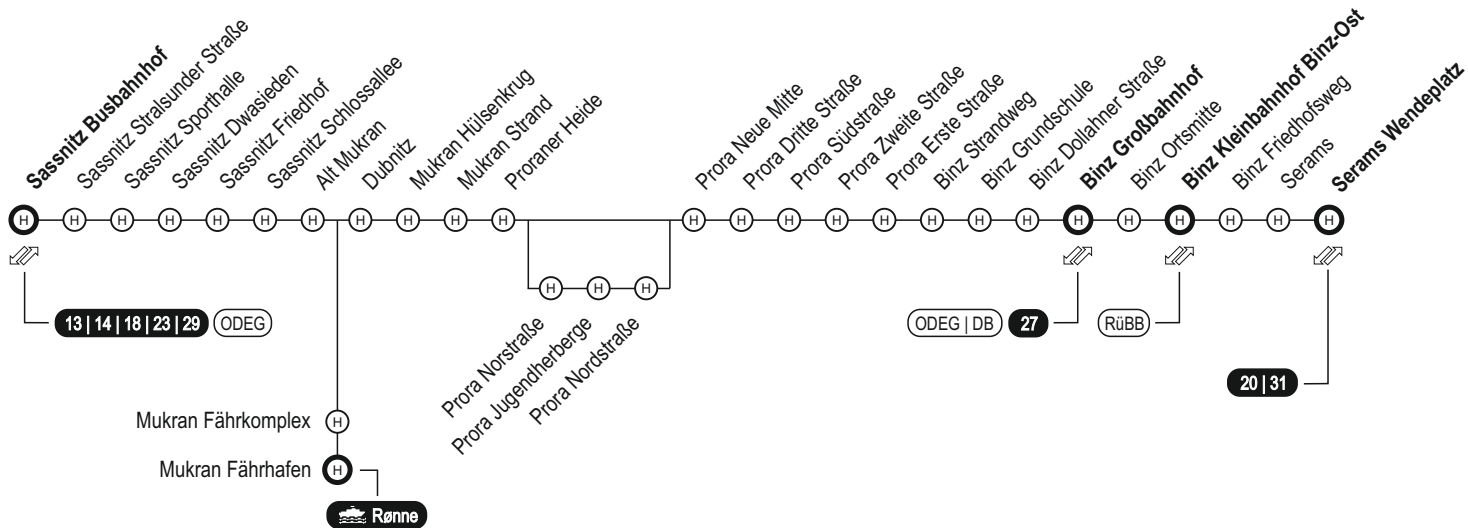 Sassnitz Busbahnhof
Sassnitz Stralsunder Straße
Sassnitz Sporthalle
Sassnitz Dwasieden
Sassnitz Friedhof
Sassnitz Schlossallee
Alt Mukran
Dubnitz
Mukran Hülsenkrug
Mukran Strand
Proraner Heide
Prora Neue Mitte
Prora Dritte Straße
Prora Südstraße
Prora Zweite Straße
Prora Erste Straße
Binz Strandweg
Binz Grundschule
Binz Dollahner Straße
Binz Großbahnhof
Binz Ortsmitte
Binz Kleinbahnhof Binz-Ost
Binz Friedhofsweg
Serams
Serams Wendeplatz
H H H H H H H H H H H H H H H H H H H H H H H H H
H H H
13 | 14 | 18 | 23 | 29 ODEG
ODEG | DB 27
RüBB
20 | 31
Prora Norstraße
Prora Jugendherberge
Prora Nordstraße
Mukran Fährkomplex H
Mukran Fährhafen H
Rønne